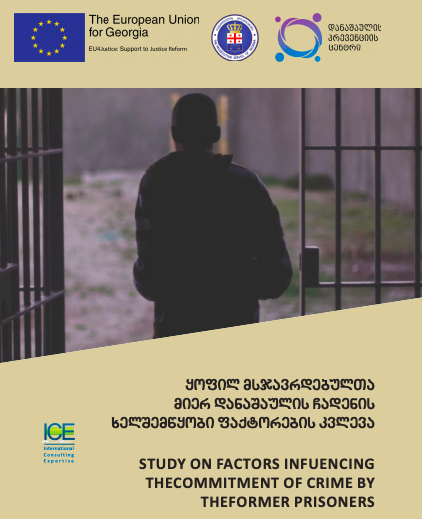 The European Union
for Georgia
EU4Justice: Support to Justice Reform
ᲓᲐᲜᲐᲨᲐᲣᲚᲘᲡ
ᲞᲠᲔᲕᲔᲜᲪᲘᲘᲡ
ᲪᲔᲜᲢᲠᲘ
ᲧᲝᲤᲘᲚ ᲛᲡᲯᲐᲕᲠᲓᲔᲑᲣᲚᲗᲐ
ᲛᲘᲔᲠ ᲓᲐᲜᲐᲨᲐᲣᲚᲘᲡ ᲩᲐᲓᲔᲜᲘᲡ
ᲮᲔᲚᲨᲔᲛᲬᲧᲝᲑᲘ ᲤᲐᲥᲢᲝᲠᲔᲑᲘᲡ ᲙᲕᲚᲔᲕᲐ
ICE
International
Consulting
Expertise
STUDY ON FACTORS INFUENCING
THECOMMITMENT OF CRIME BY
THEFORMER PRISONERS